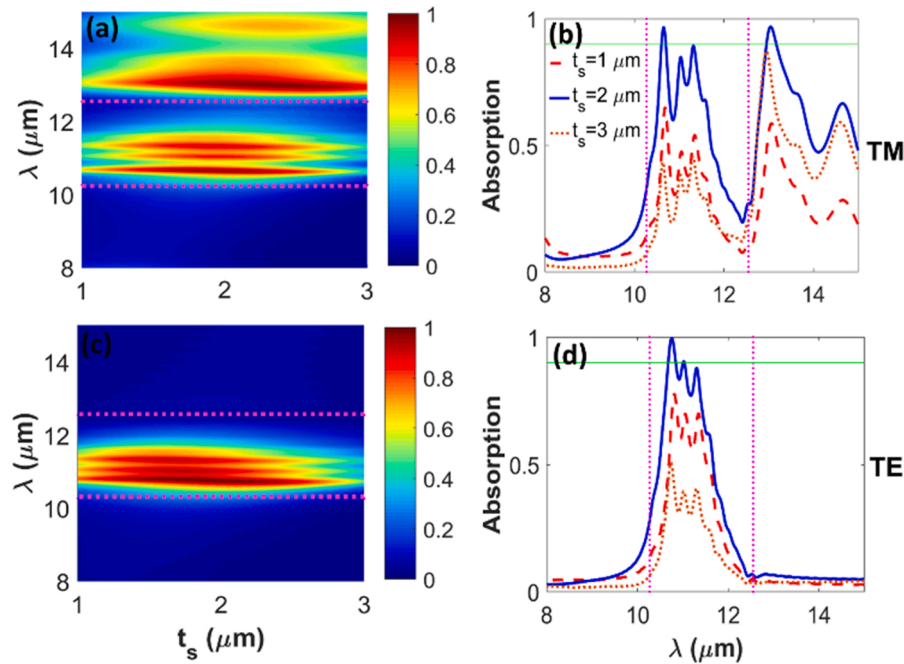 (a)
λ (μm)
14
12
10
8
1
2
3
1
0.8
0.6
0.4
0.2
0
(b)
Absorption
1
0.5
0
t_s=1 μm
t_s=2 μm
t_s=3 μm
8
10
12
14
TM
(c)
λ (μm)
14
12
10
8
1
2
3
t_s (μm)
1
0.8
0.6
0.4
0.2
0
(d)
Absorption
1
0.5
0
8
10
12
14
λ (μm)
TE